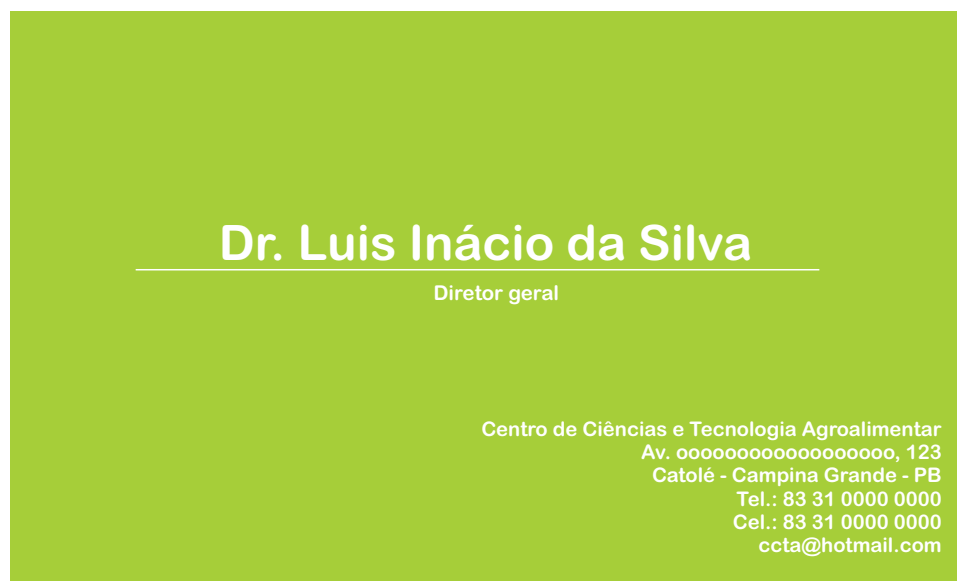 Dr. Luis Inácio da Silva
Diretor geral
Centro de Ciências e Tecnologia Agroalimentar
Av. oooooooooooooooooo, 123
Catolé - Campina Grande - PB
Tel.: 83 31 0000 0000
Cel.: 83 31 0000 0000
ccta@hotmail.com